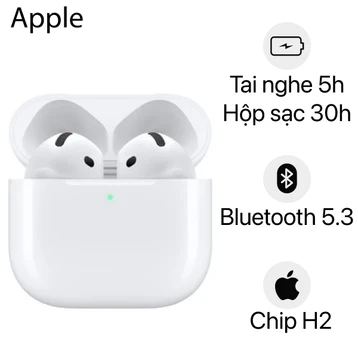 Apple
Tai nghe 5h
Hộp sạc 30h
Bluetooth 5.3
Chip H2